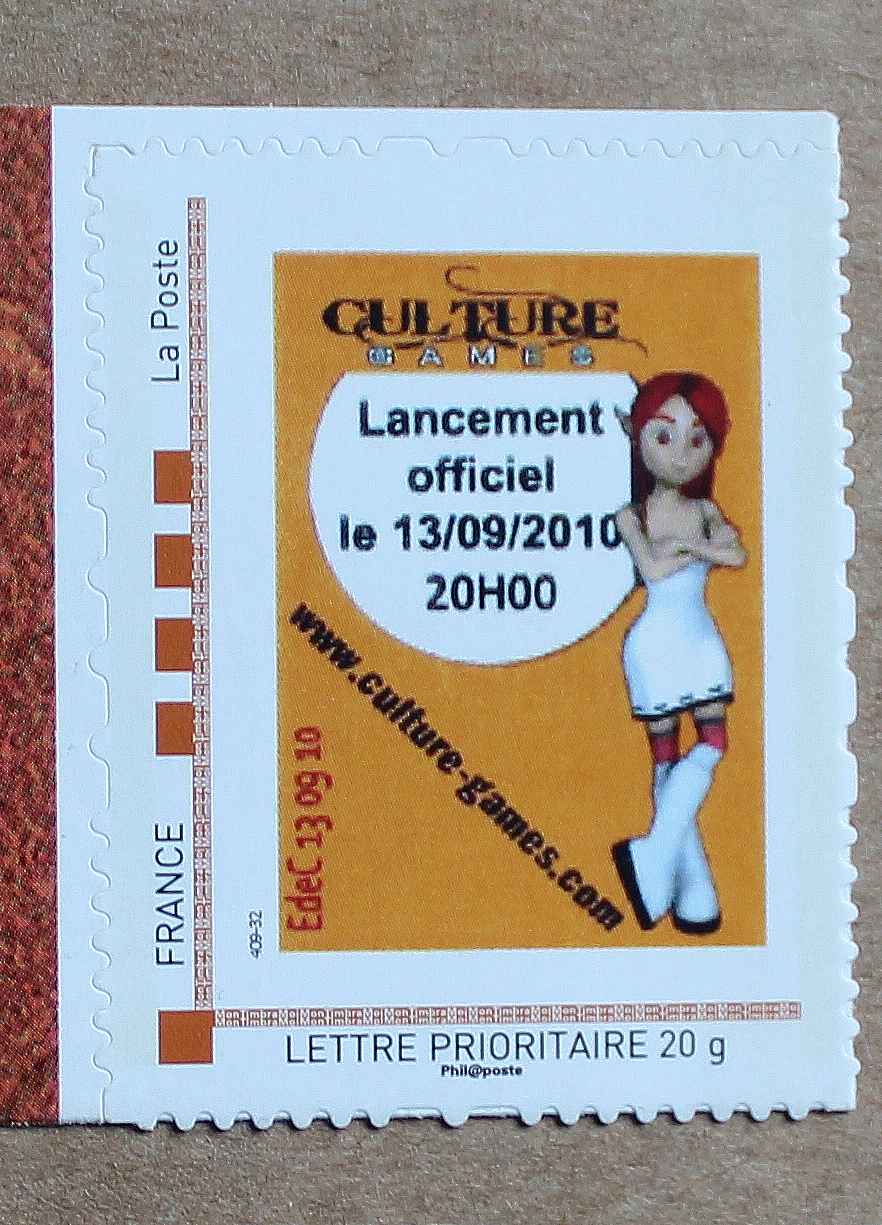 La Poste
FRANCE
CULTURE
GAMES
Lancement
officiel
le 13/09/2010
20H00
www.culture-games.com
EdeC 13 09 10
409-32
LETTRE PRIORITAIRE 20 g
Phil@poste